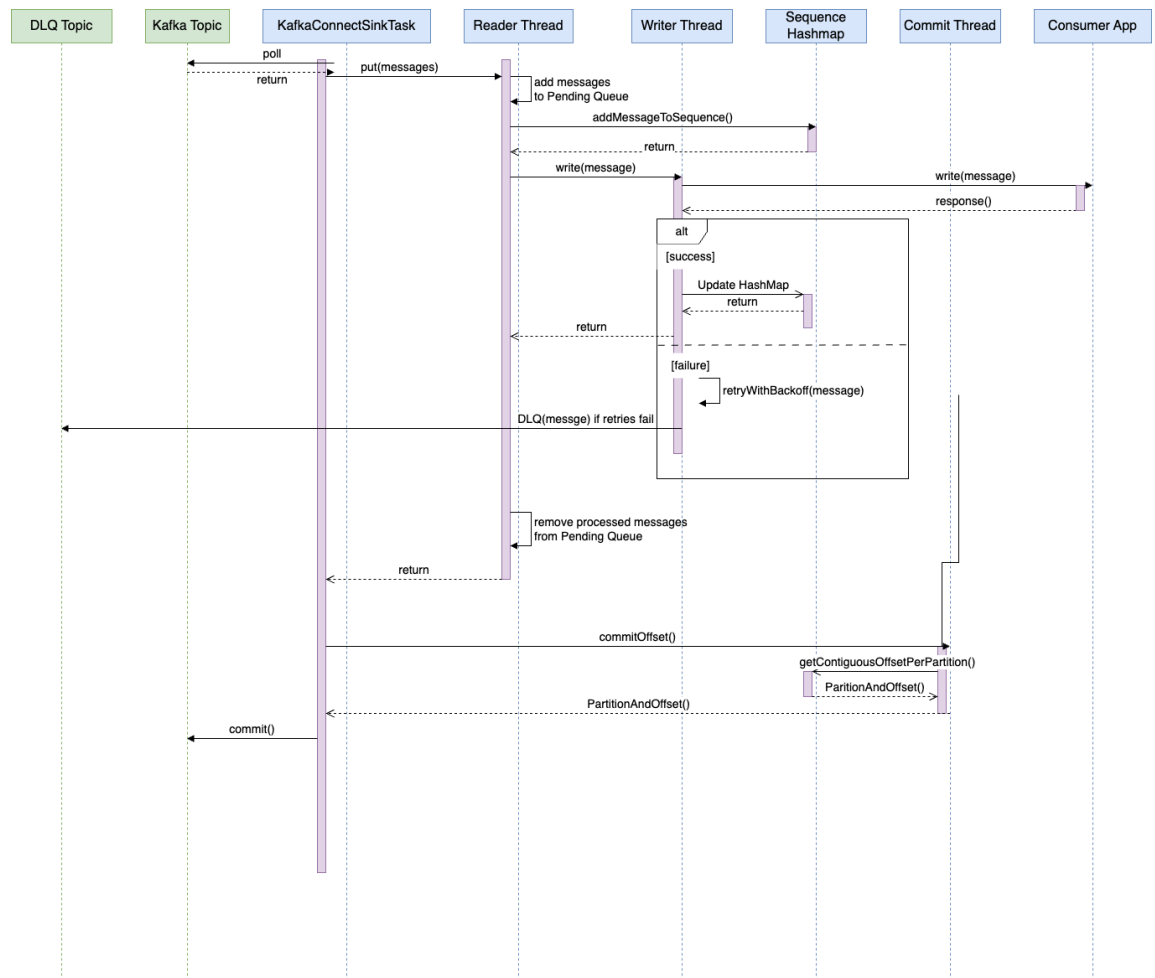 DLQ Topic
Kafka Topic
KafkaConnectSinkTask
Reader Thread
Writer Thread
Sequence
Hashmap
Commit Thread
Consumer App
poll
return
put(messages)
add messages
to Pending Queue
addMessageToSequence()
return
write(message)
write(message)
response()
alt
[success]
Update HashMap
return
return
[failure]
retryWithBackoff(message)
DLQ(messge) if retries fail
remove processed messages
from Pending Queue
return
commitOffset()
getContiguousOffsetPerPartition()
ParitionAndOffset()
PartitionAndOffset()
commit()